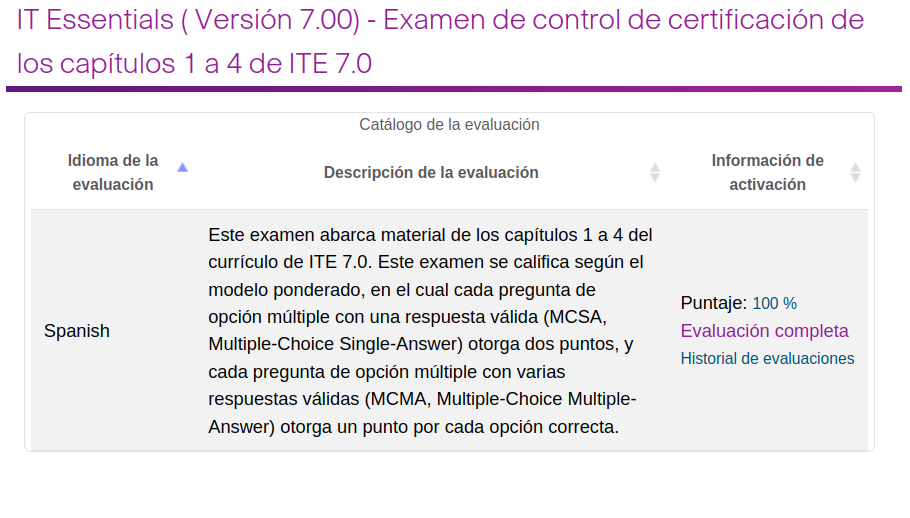 IT Essentials ( Versión 7.00) - Examen de control de certificación de
los capítulos 1 a 4 de ITE 7.0
Catálogo de la evaluación
Idioma de la
evaluación
Descripción de la evaluación
Información de
activación
Spanish
Este examen abarca material de los capítulos 1 a 4 del
currículo de ITE 7.0. Este examen se califica según el
modelo ponderado, en el cual cada pregunta de
opción múltiple con una respuesta válida (MCSA,
Multiple-Choice Single-Answer) otorga dos puntos, y
cada pregunta de opción múltiple con varias
respuestas válidas (MCMA, Multiple-Choice Multiple-
Answer) otorga un punto por cada opción correcta.
Puntaje: 100 %
Evaluación completa
Historial de evaluaciones